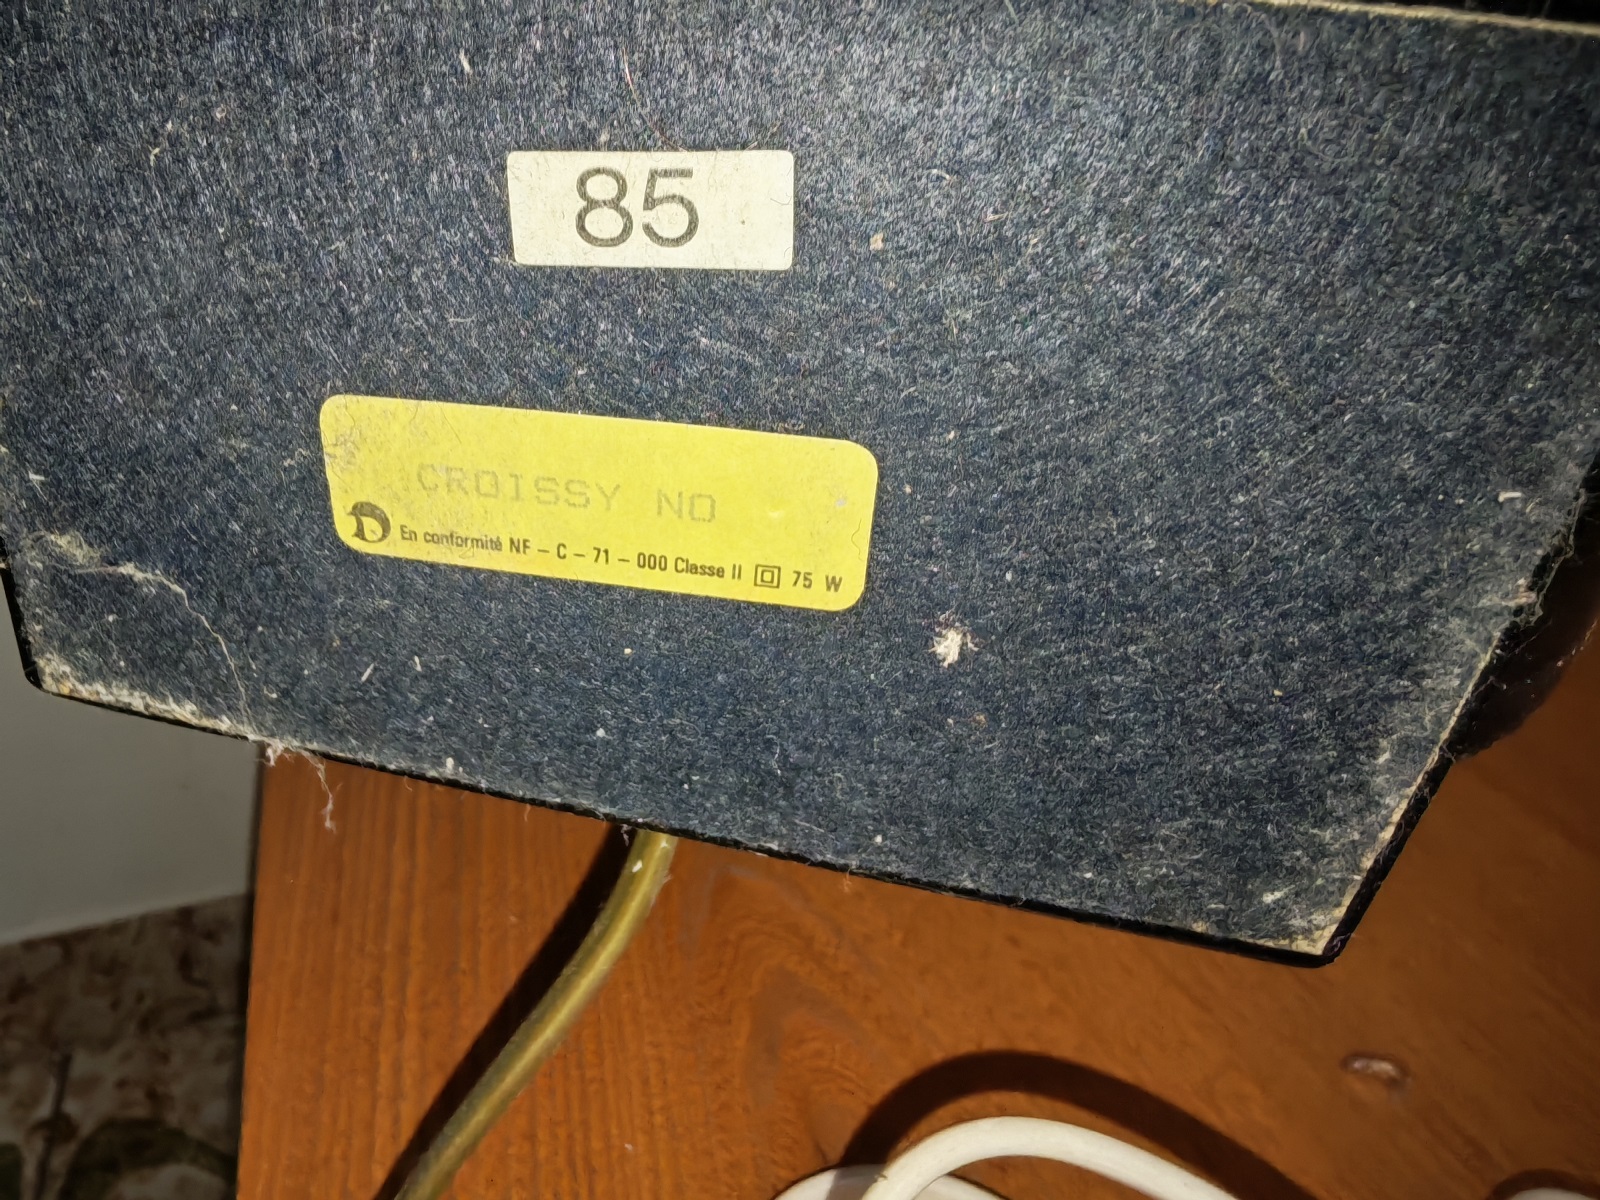 85
CROISSY NO
D En conformité NF – C – 71 – 000 Classe II 75 W